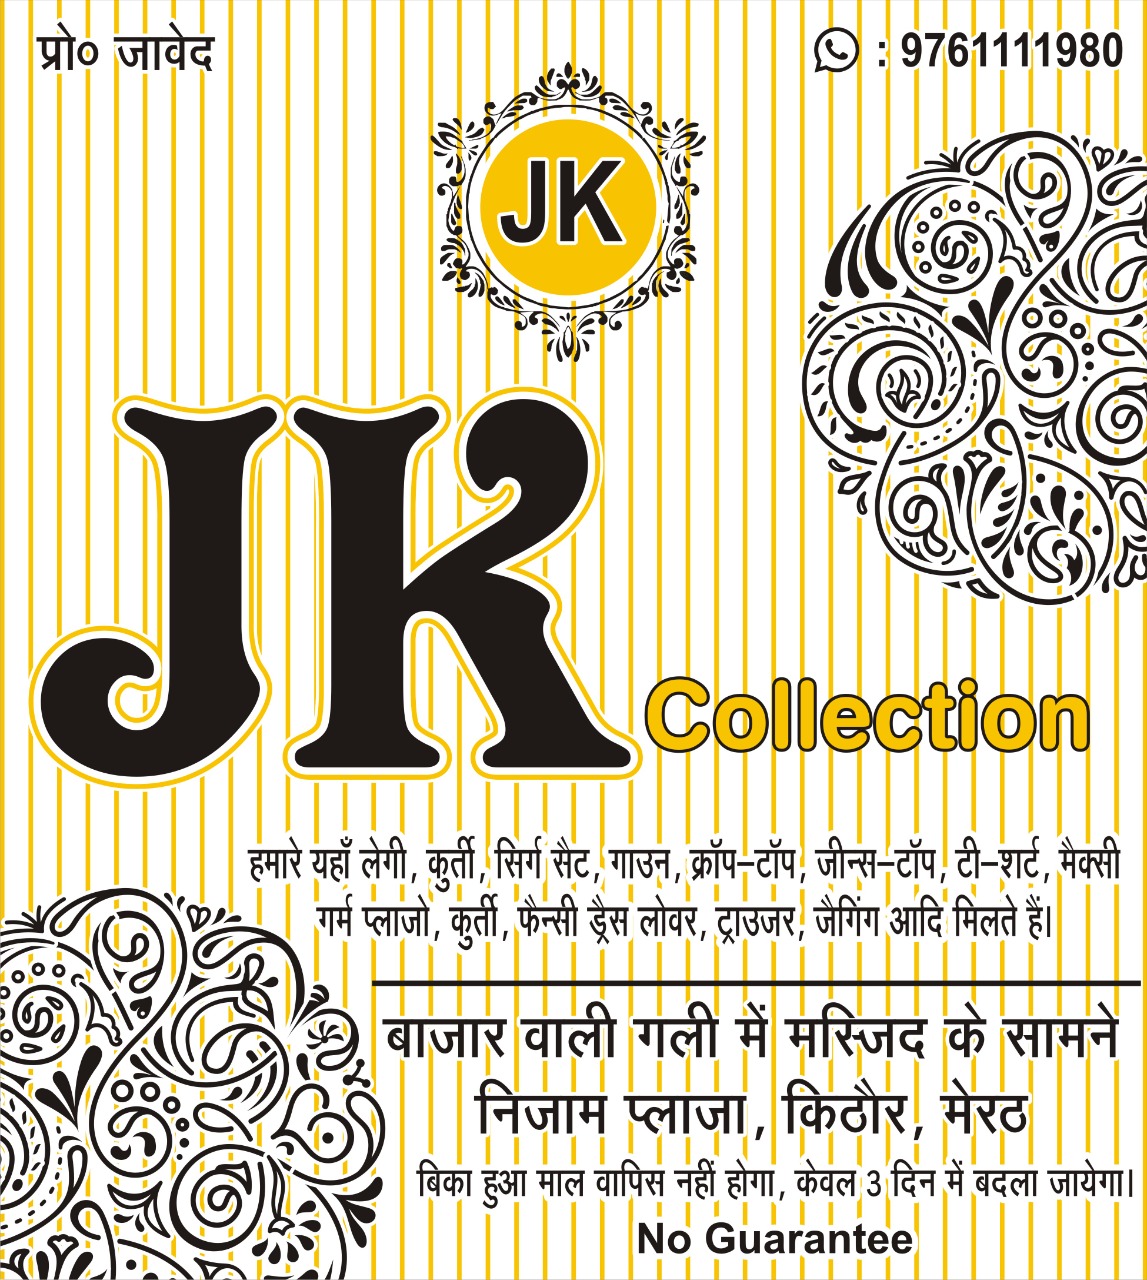 प्रो० जावेद
: 9761111980
JK
JK
Collection
हमारे यहाँ लेगी, कुर्ती, सिर्ग सैट, गाउन, क्रॉप-टॉप, जीन्स-टॉप, टी-शर्ट, मैक्सी
गर्म प्लाजो, कुर्ती, फैन्सी ड्रैस लोवर, ट्राउजर, जैगिंग आदि मिलते हैं।
बाजार वाली गली में मस्जिद के सामने
निजाम प्लाजा, किठौर, मेरठ
बिका हुआ माल वापिस नहीं होगा, केवल 3 दिन में बदला जायेगा।
No Guarantee